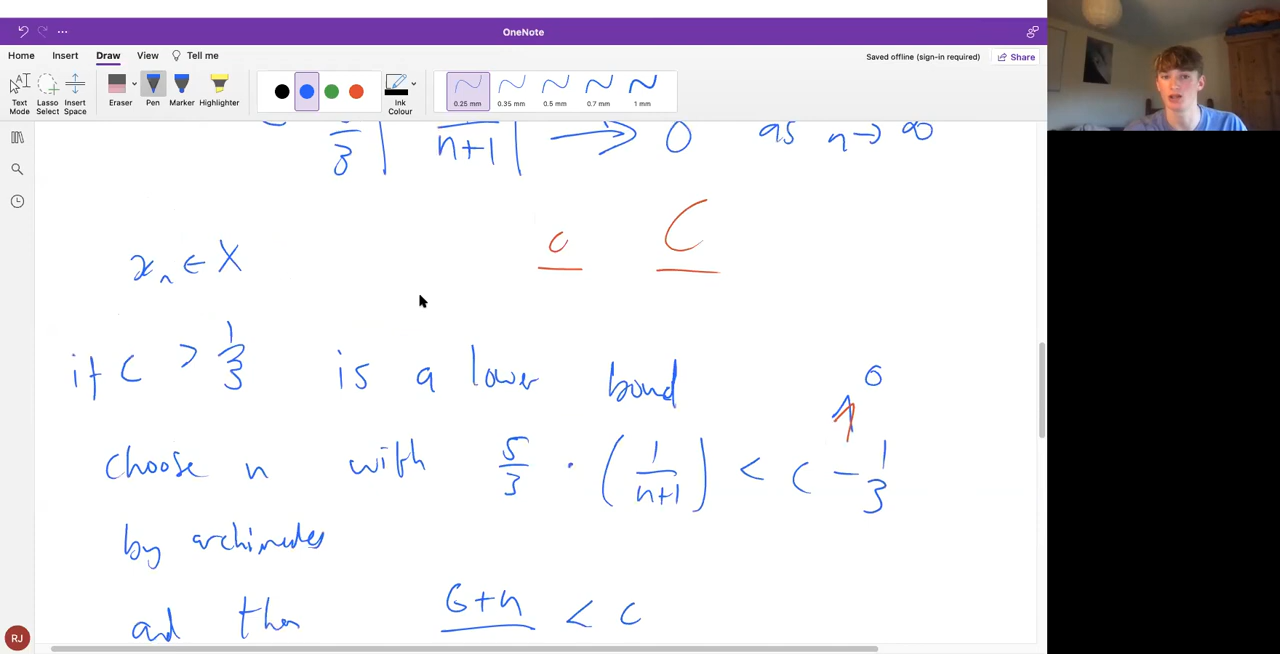 OneNote
Home Insert Draw View Tell me
Saved offline (sign-in required) Share
Text Mode
Lasso Select
Insert Space
Eraser
Pen
Marker
Highlighter
Ink Colour
0.25 mm 0.35 mm 0.5 mm 0.7 mm 1 mm
3 | n+1 | → 0 as n → ∞
c C
xₙ ∈ X
if C > 1/3 is a lower bond
0
choose n with 5/3 · (1/(n+1)) < C - 1/3
by archimedes
and then 6+n < C
RJ